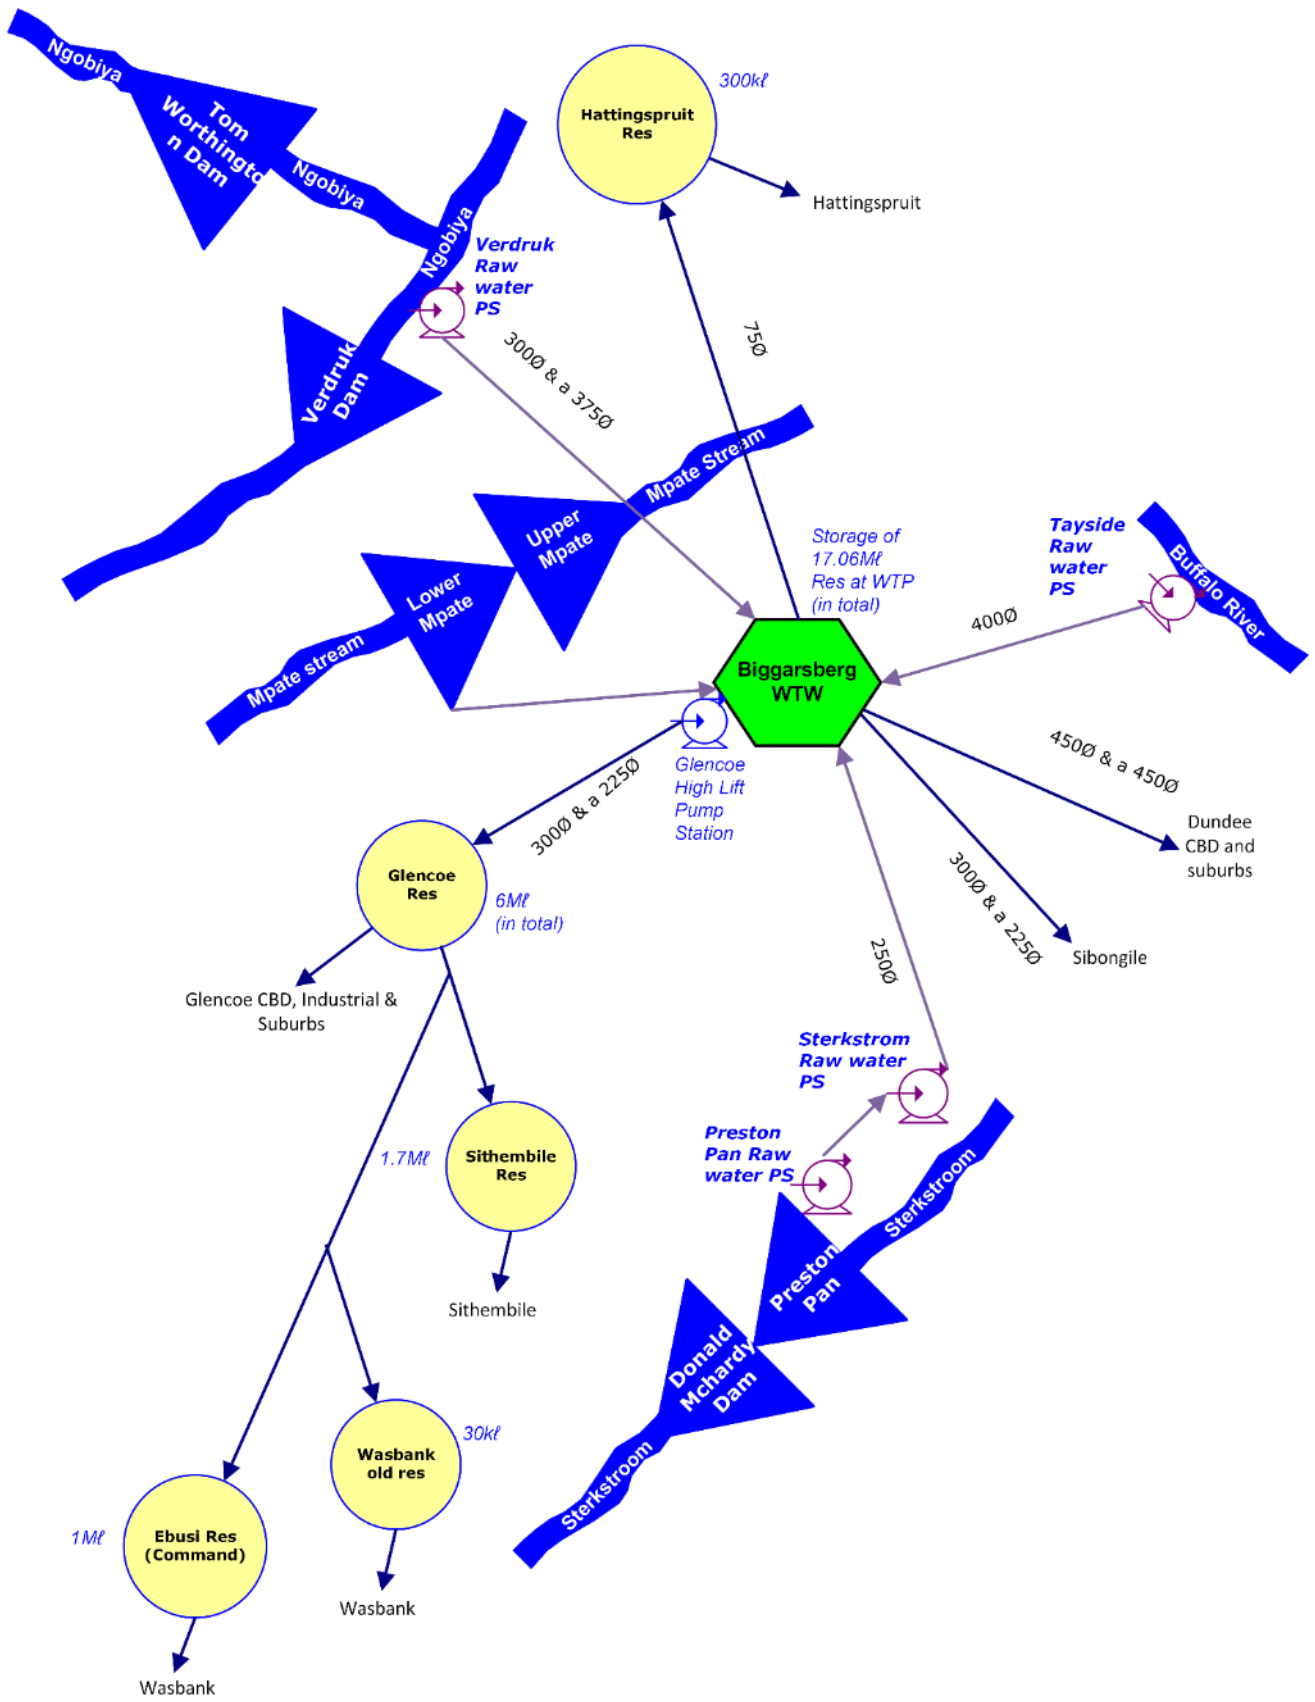 Ngobiya
Tom
Worthingto
n Dam
Ngobiya
Ngobiya
Hattingspruit
Res
300kℓ
Hattingspruit
Verdruk
Raw
water
PS
300Ø & a 375Ø
75Ø
Verdruk
Dam
Mpate Stream
Upper
Mpate
Lower
Mpate
Mpate stream
Storage of
17.06Mℓ
Res at WTP
(in total)
Tayside
Raw
water
PS
Buffalo River
400Ø
Biggarsberg
WTW
Glencoe
High Lift
Pump
Station
300Ø & a 225Ø
450Ø & a 450Ø
Dundee
CBD and
suburbs
300Ø & a 225Ø
Sibongile
Glencoe
Res
6Mℓ
(in total)
Glencoe CBD, Industrial &
Suburbs
250Ø
Sterkstrom
Raw water
PS
Preston
Pan Raw
water PS
Sterkstroom
1.7Mℓ
Sithembile
Res
Sithembile
Preston
Pan
Donald
Mchardy
Dam
Sterkstroom
Wasbank
old res
30kℓ
Wasbank
1Mℓ
Ebusi Res
(Command)
Wasbank